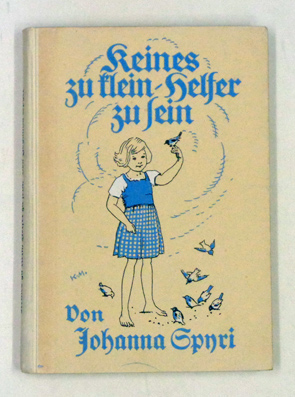 Keines
zu klein-Helfer
zu sein
H.M.
Von
Johanna Spyri